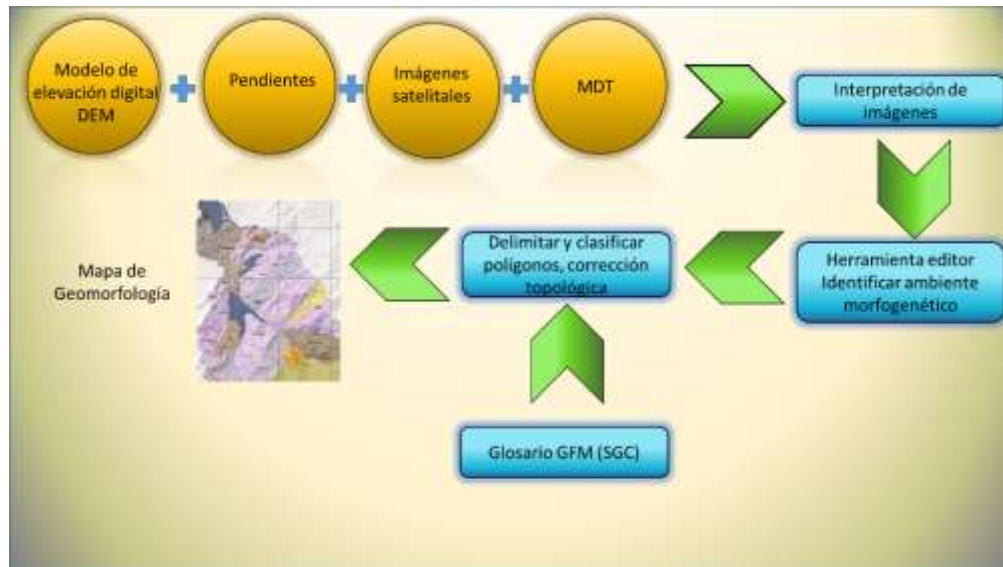 Modelo de
elevación digital
DEM
Pendientes
Imágenes
satelitales
MDT
Interpretación de
imágenes
Herramienta editor
Identificar ambiente
morfogenético
Delimitar y clasificar
polígonos, corrección
topológica
Mapa de
Geomorfología
Glosario GFM (SGC)